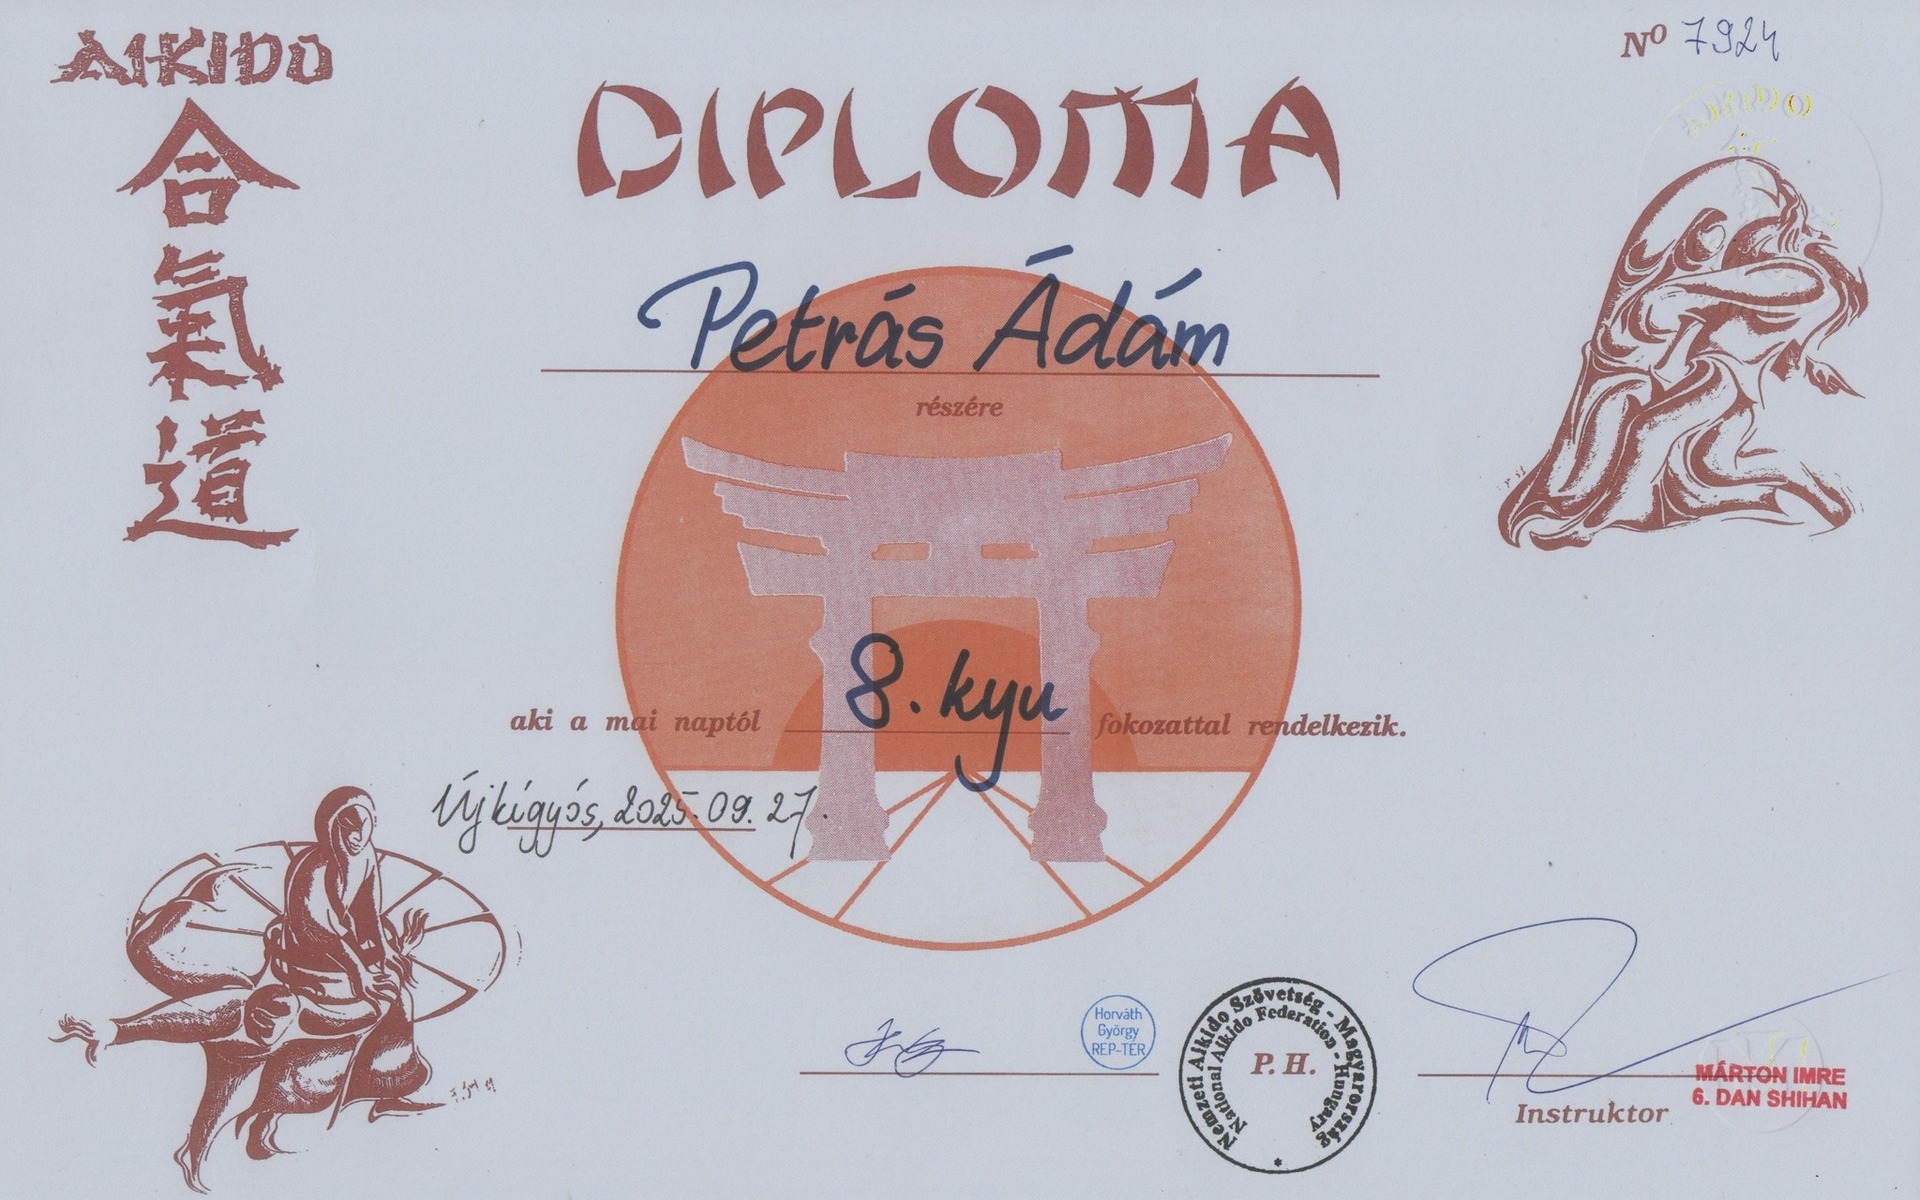 AIKIDO
合
氣
道
DIPLOMA
Nº 7924
AIKIDO
Petrás Ádám
részére
aki a mai naptól 8. kyu fokozattal rendelkezik.
Újkígyós, 2025.09.27.
Horváth
György
REP-TÉR
Nemzeti Aikido Szövetség - Magyarország
National Aikido Federation - Hungary
P. H.
*
Instruktor
MÁRTON IMRE
6. DAN SHIHAN